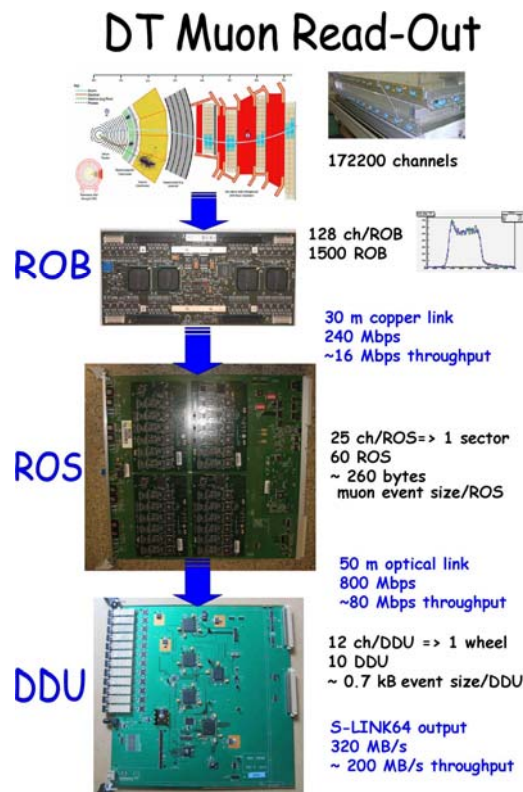 DT Muon Read-Out
172200 channels
ROB
128 ch/ROB
1500 ROB
30 m copper link
240 Mbps
~16 Mbps throughput
ROS
25 ch/ROS=> 1 sector
60 ROS
~ 260 bytes
muon event size/ROS
50 m optical link
800 Mbps
~80 Mbps throughput
DDU
12 ch/DDU => 1 wheel
10 DDU
~ 0.7 kB event size/DDU
S-LINK64 output
320 MB/s
~ 200 MB/s throughput